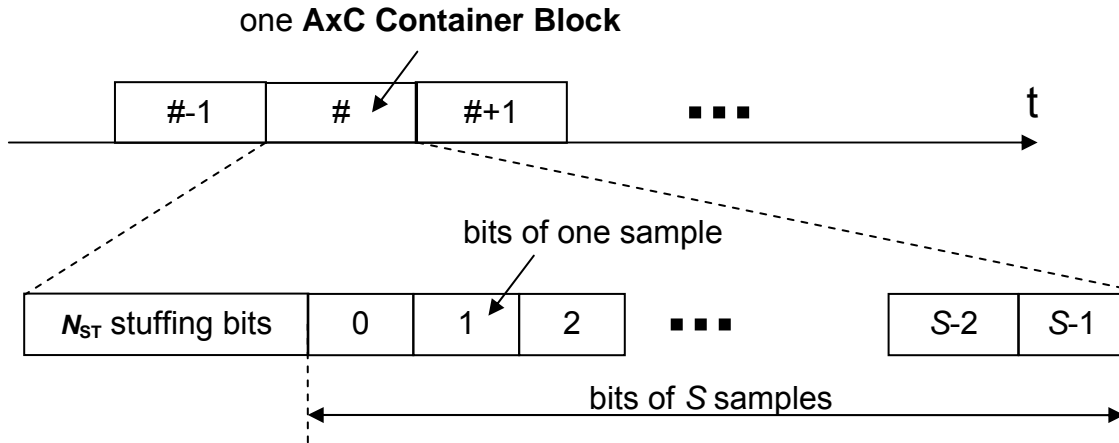 one AxC Container Block
#-1 # #+1 ▪▪▪ t
bits of one sample
N_ST stuffing bits 0 1 2 ▪▪▪ S-2 S-1
bits of S samples